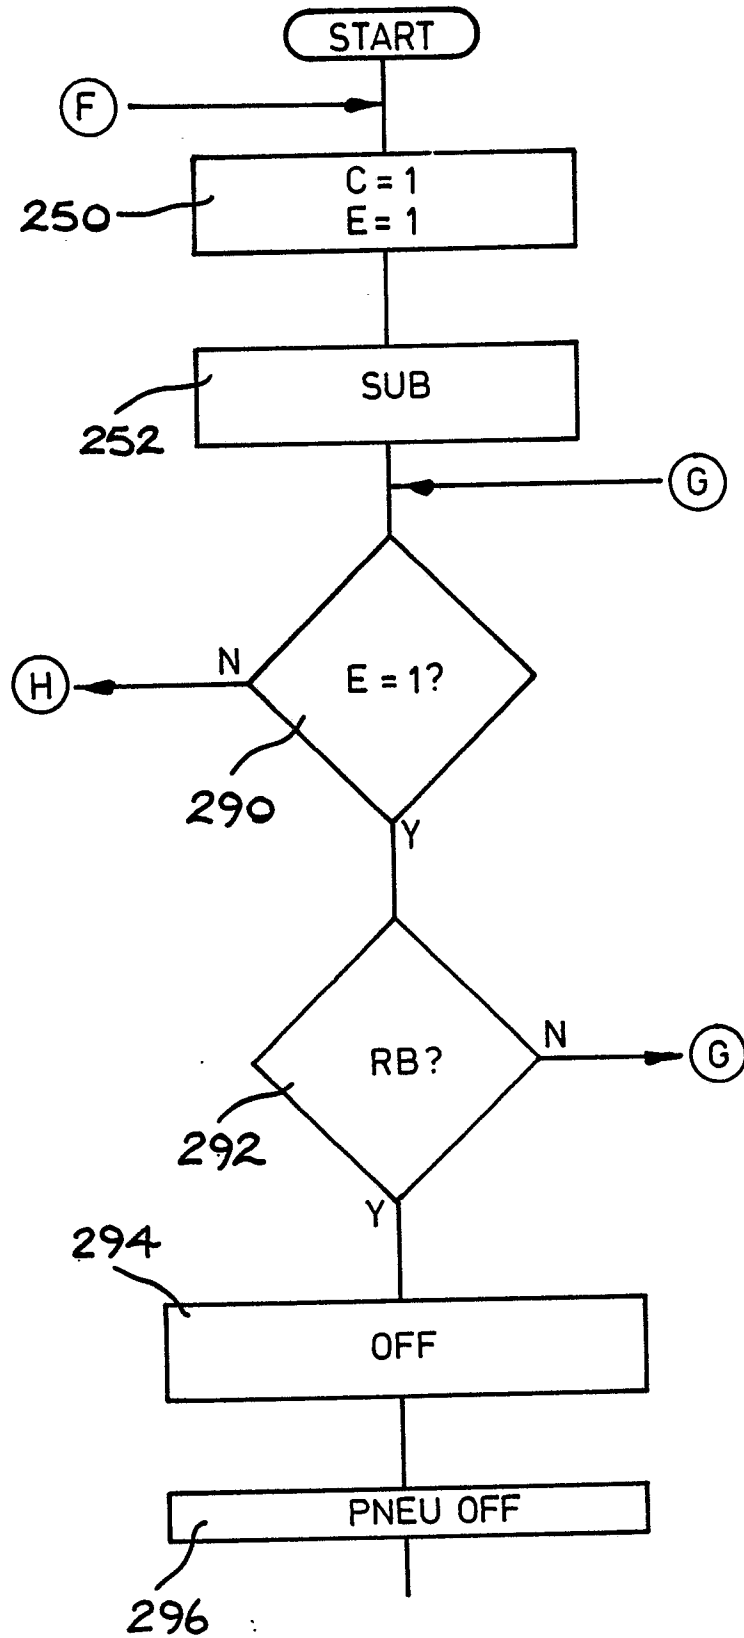 START
F
C = 1
250
E = 1
SUB
252
G
N
H
E = 1?
290
Y
N
RB?
G
292
Y
294
OFF
PNEU OFF
296